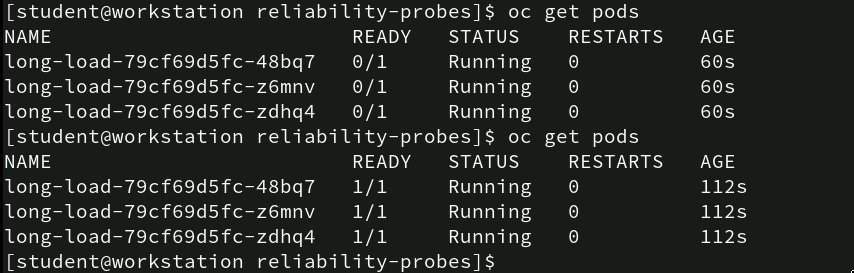 [student@workstation reliability-probes]$ oc get pods
NAME                         READY   STATUS    RESTARTS   AGE
long-load-79cf69d5fc-48bq7   0/1     Running   0          60s
long-load-79cf69d5fc-z6mnv   0/1     Running   0          60s
long-load-79cf69d5fc-zdhq4   0/1     Running   0          60s
[student@workstation reliability-probes]$ oc get pods
NAME                         READY   STATUS    RESTARTS   AGE
long-load-79cf69d5fc-48bq7   1/1     Running   0          112s
long-load-79cf69d5fc-z6mnv   1/1     Running   0          112s
long-load-79cf69d5fc-zdhq4   1/1     Running   0          112s
[student@workstation reliability-probes]$